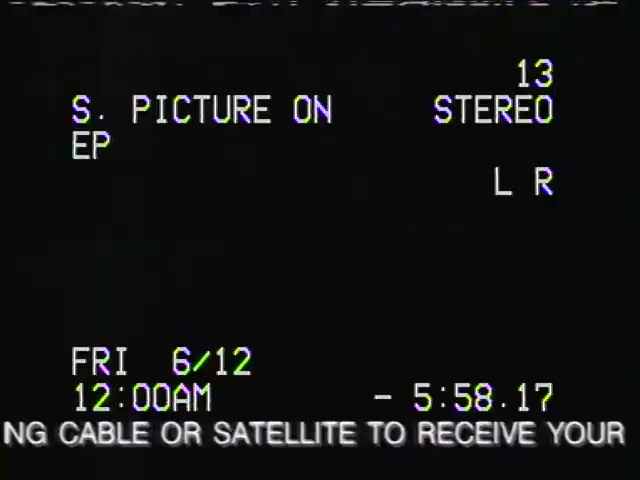 13
S. PICTURE ON STEREO
EP
L R
FRI 6/12
12:00AM - 5:58.17
NG CABLE OR SATELLITE TO RECEIVE YOUR